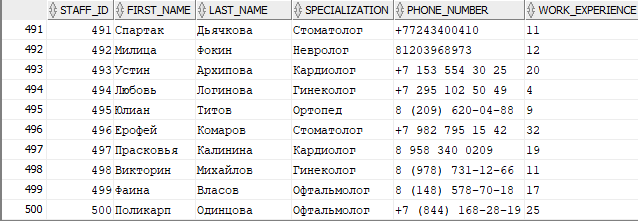 STAFF_ID FIRST_NAME LAST_NAME SPECIALIZATION PHONE_NUMBER WORK_EXPERIENCE
491 491 Спартак Дьячкова Стоматолог +77243400410 11
492 492 Милица Фокин Невролог 81203968973 12
493 493 Устин Архипова Кардиолог +7 153 554 30 25 20
494 494 Любовь Логинова Гинеколог +7 295 102 50 49 4
495 495 Юлиан Титов Ортопед 8 (209) 620-04-88 9
496 496 Ерофей Комаров Стоматолог +7 982 795 15 42 32
497 497 Прасковья Калинина Кардиолог 8 958 340 0209 19
498 498 Викторин Михайлов Гинеколог 8 (978) 731-12-66 11
499 499 Фаина Власов Офтальмолог 8 (148) 578-70-18 17
500 500 Поликарп Одинцова Офтальмолог +7 (844) 168-28-19 25